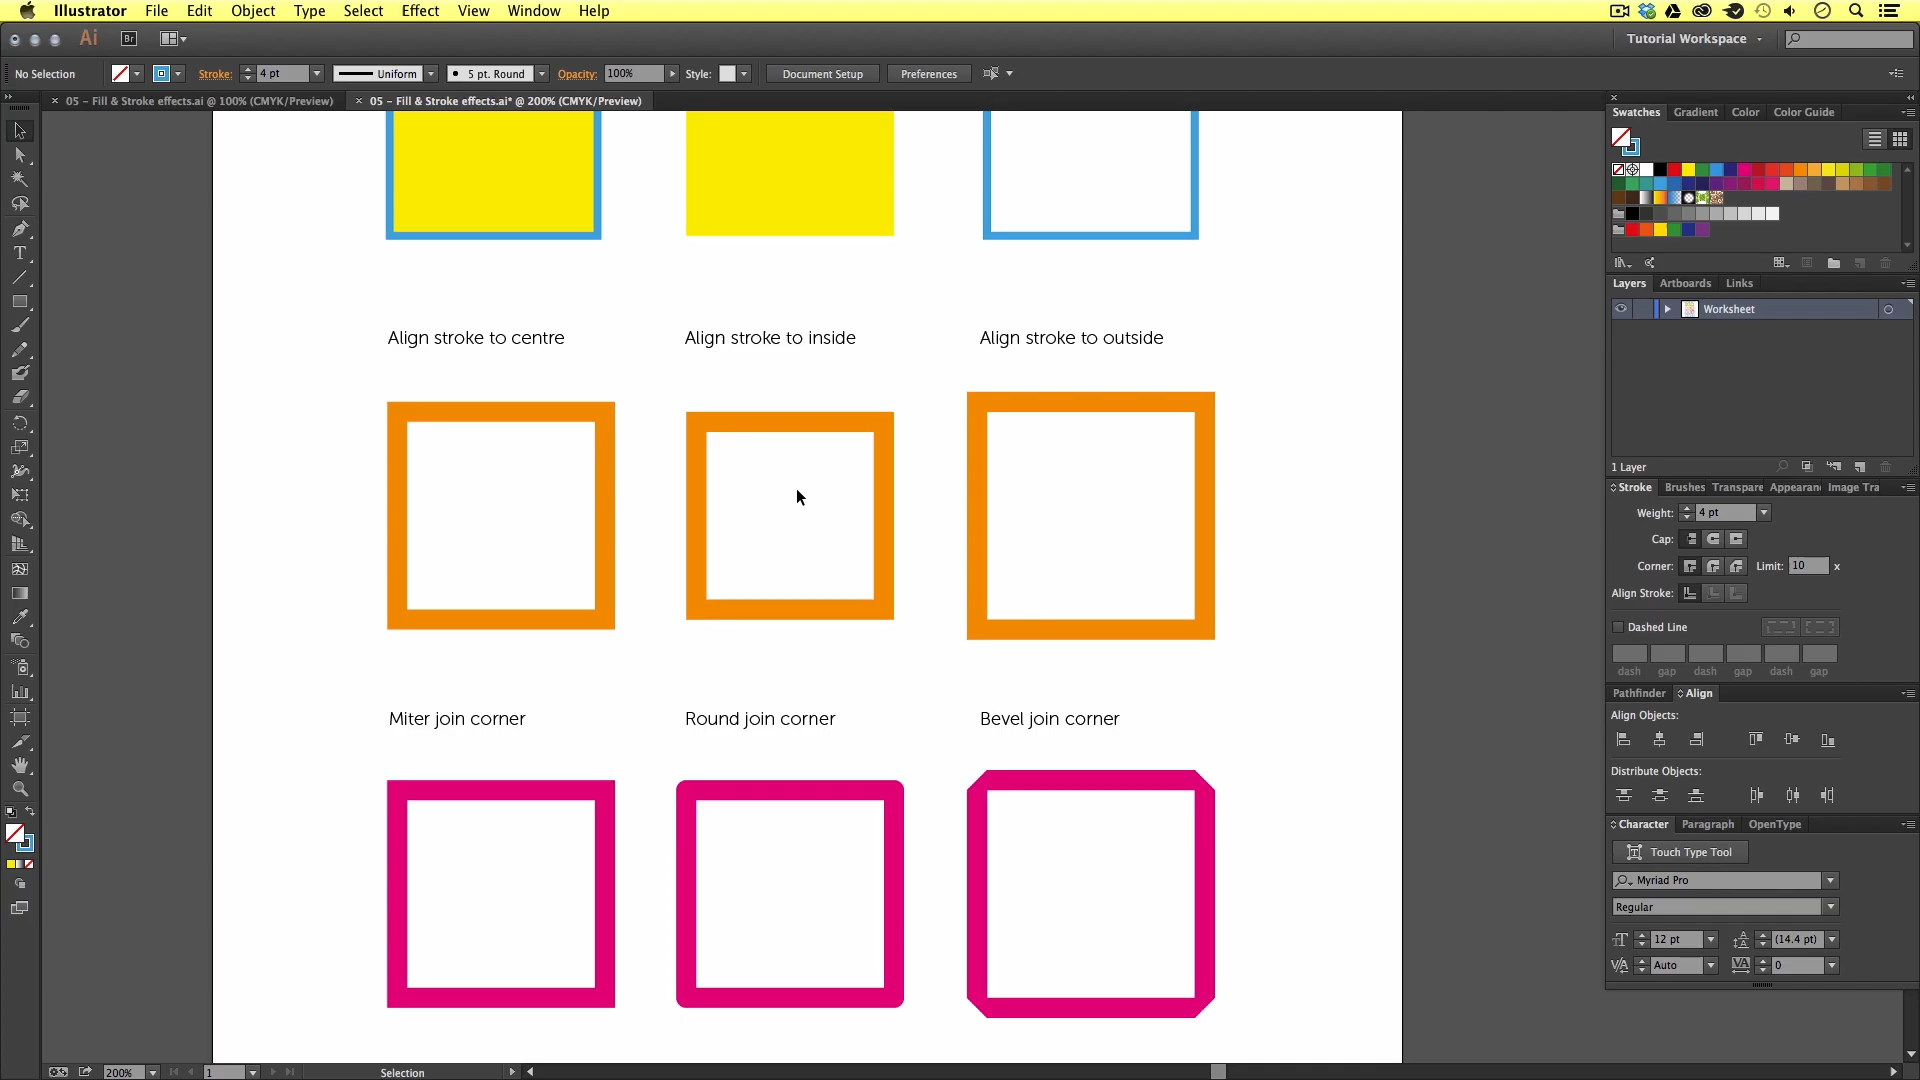 Illustrator File Edit Object Type Select Effect View Window Help
Ai Br Tutorial Workspace
No Selection Stroke: 4 pt Uniform 5 pt. Round Opacity: 100% Style: Document Setup Preferences
05 – Fill & Stroke effects.ai @ 100% (CMYK/Preview) 05 – Fill & Stroke effects.ai* @ 200% (CMYK/Preview)
Swatches Gradient Color Color Guide
Layers Artboards Links
Worksheet
1 Layer
Stroke Brushes Transpare Appearan Image Tra
Weight: 4 pt
Cap:
Corner: Limit: 10 x
Align Stroke:
Dashed Line
dash gap dash gap dash gap
Pathfinder Align
Align Objects:
Distribute Objects:
Character Paragraph OpenType
Touch Type Tool
Myriad Pro
Regular
12 pt (14.4 pt)
Auto 0
Align stroke to centre Align stroke to inside Align stroke to outside
Miter join corner Round join corner Bevel join corner
200% 1 Selection